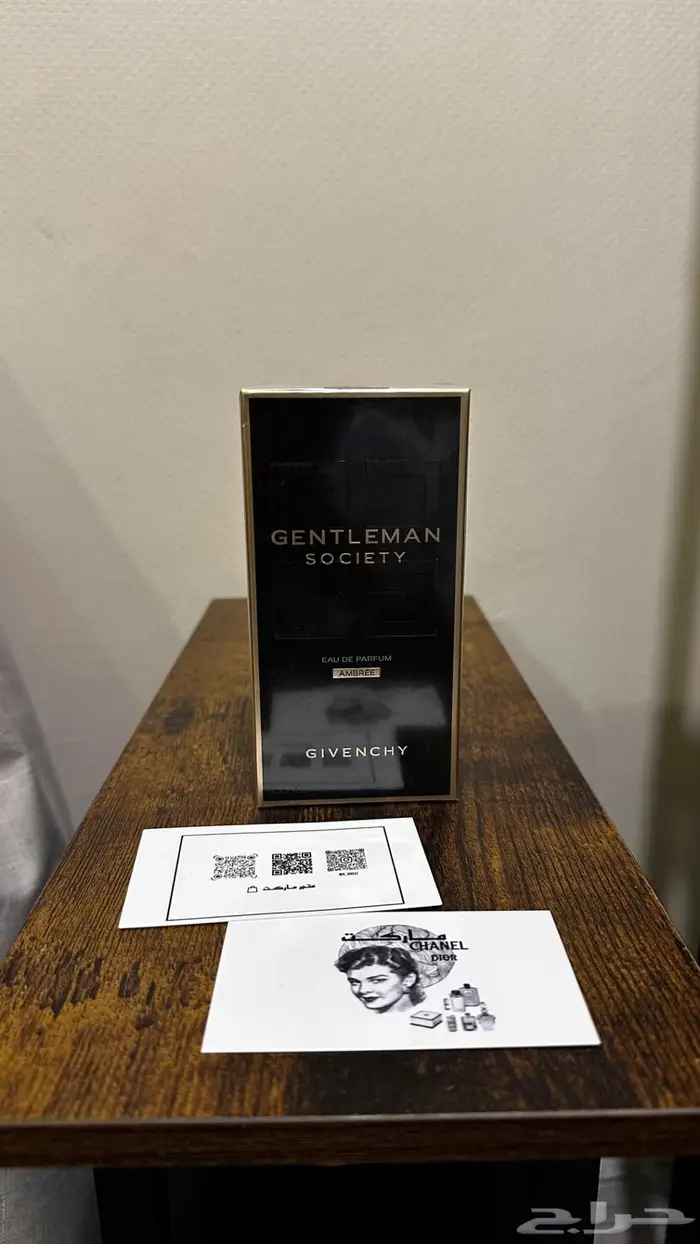 GENTLEMAN
SOCIETY
EAU DE PARFUM
AMBRÉE
GIVENCHY
متجر ماركت
ماركت
CHANEL
DIOR
حراج